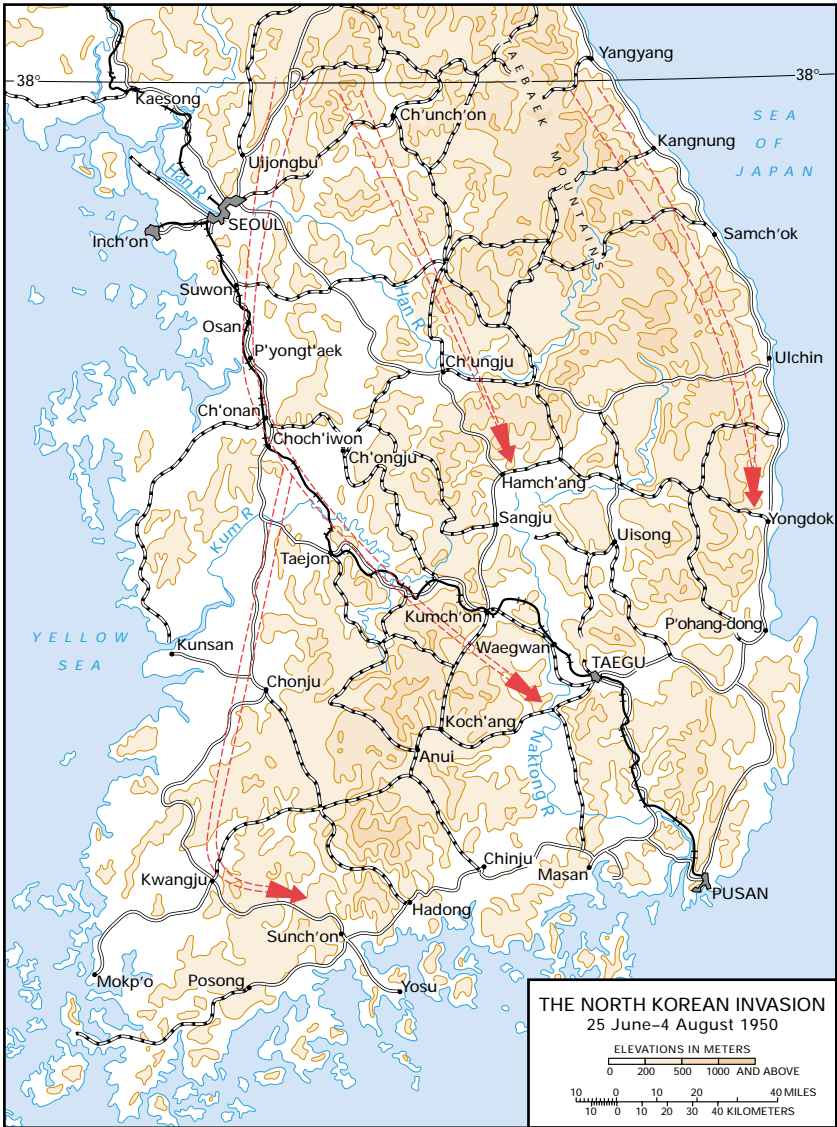 38°
38°
Yangyang
Kaesong
Ch'unch'on
TAEBAEK MOUNTAINS
SEA
OF
JAPAN
Kangnung
Uijongbu
Han R
SEOUL
Inch'on
Samch'ok
Suwon
Han R
Osan
P'yongt'aek
Ch'ungju
Ulchin
Ch'onan
Choch'iwon
Ch'ongju
Hamch'ang
Sangju
Yongdok
Kum R
Uisong
Taejon
Kumch'on
P'ohang-dong
YELLOW
SEA
Kunsan
Waegwan
TAEGU
Chonju
Koch'ang
Naktong R
Anui
Chinju
Masan
Kwangju
PUSAN
Hadong
Sunch'on
Mokp'o
Posong
Yosu
THE NORTH KOREAN INVASION
25 June–4 August 1950
ELEVATIONS IN METERS
0 200 500 1000 AND ABOVE
10 0 10 20 40 MILES
10 0 10 20 30 40 KILOMETERS